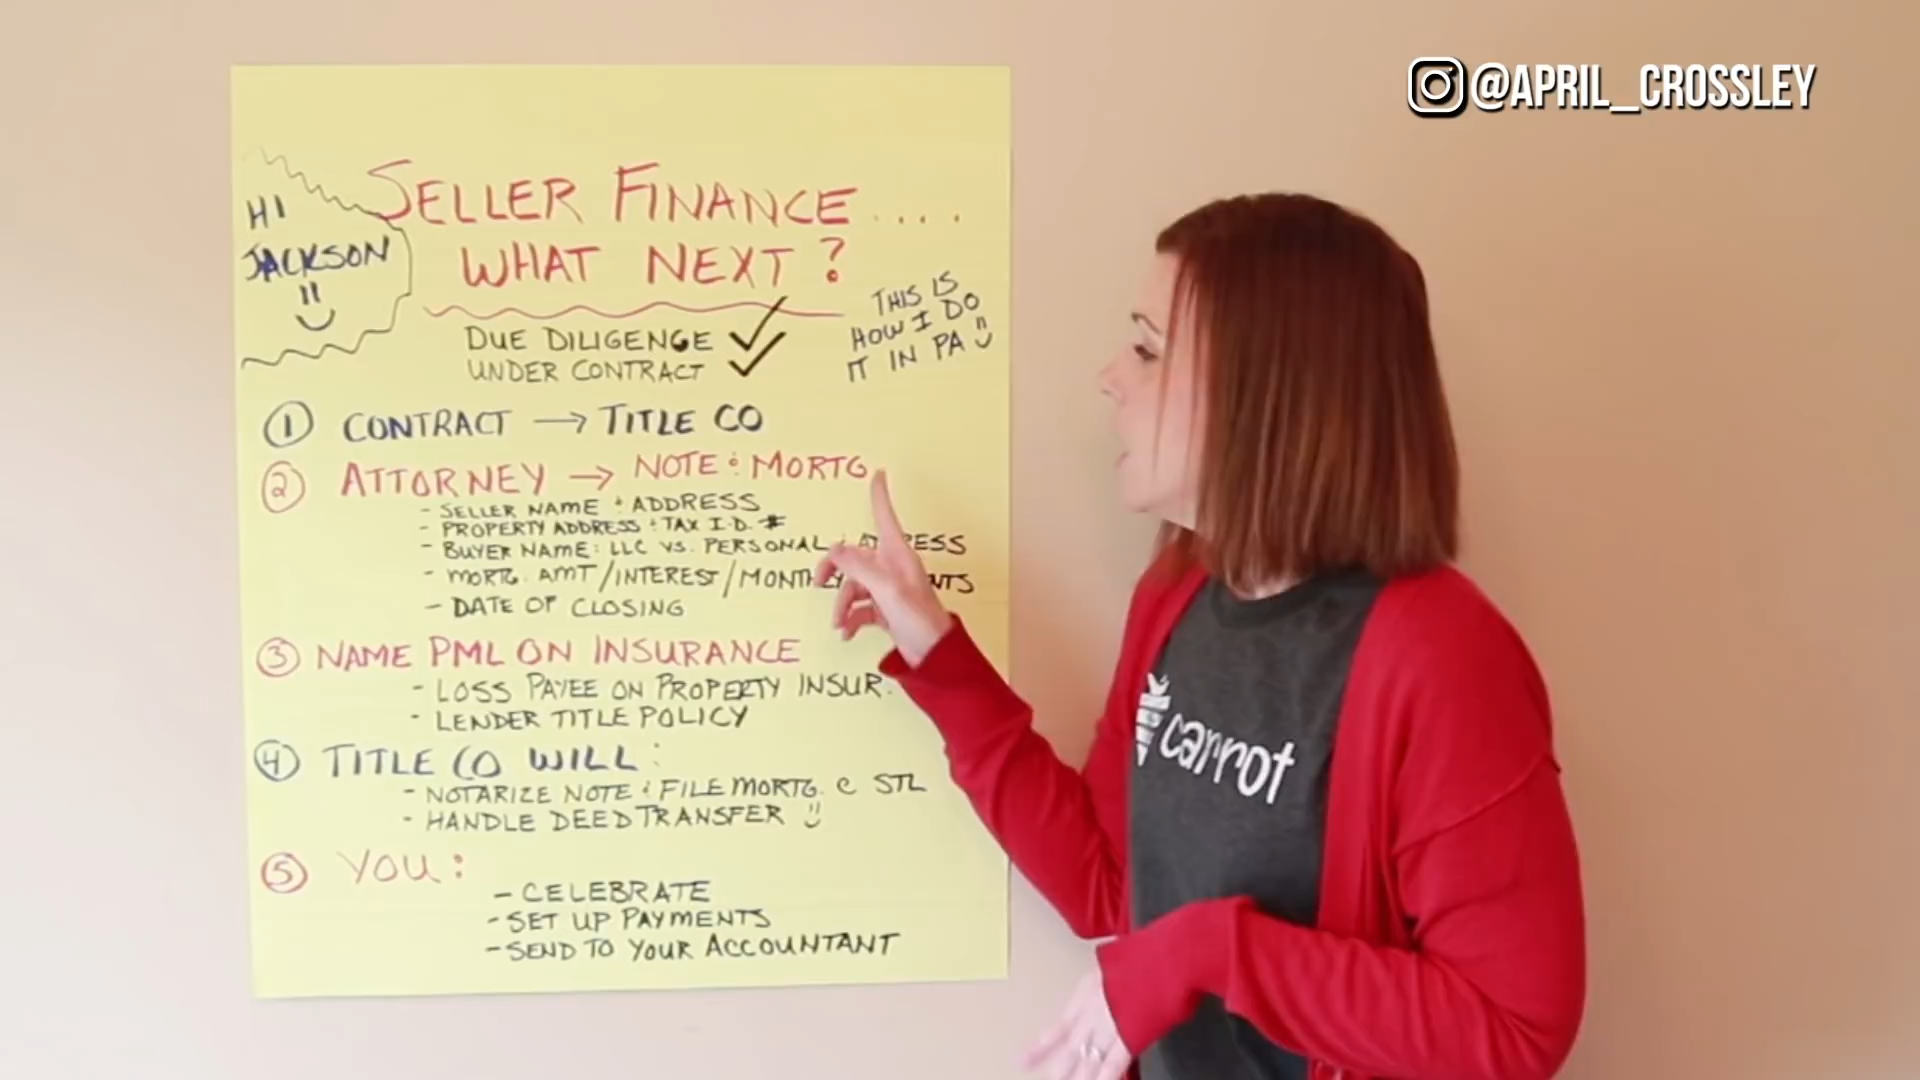 @APRIL_CROSSLEY
HI
JACKSON
SELLER FINANCE....
WHAT NEXT?
THIS IS
HOW I DO
IT IN PA
DUE DILIGENCE
UNDER CONTRACT
① CONTRACT → TITLE CO
② ATTORNEY → NOTE & MORTG
- SELLER NAME + ADDRESS
- PROPERTY ADDRESS + TAX I.D. #
- BUYER NAME: LLC VS. PERSONAL
- MORTG. AMT/INTEREST/MONTHLY
- DATE OF CLOSING
③ NAME PML ON INSURANCE
- LOSS PAYEE ON PROPERTY INSUR.
- LENDER TITLE POLICY
④ TITLE CO WILL:
- NOTARIZE NOTE & FILE MORTG. @ STL
- HANDLE DEED TRANSFER
⑤ YOU:
- CELEBRATE
- SET UP PAYMENTS
- SEND TO YOUR ACCOUNTANT
carrot